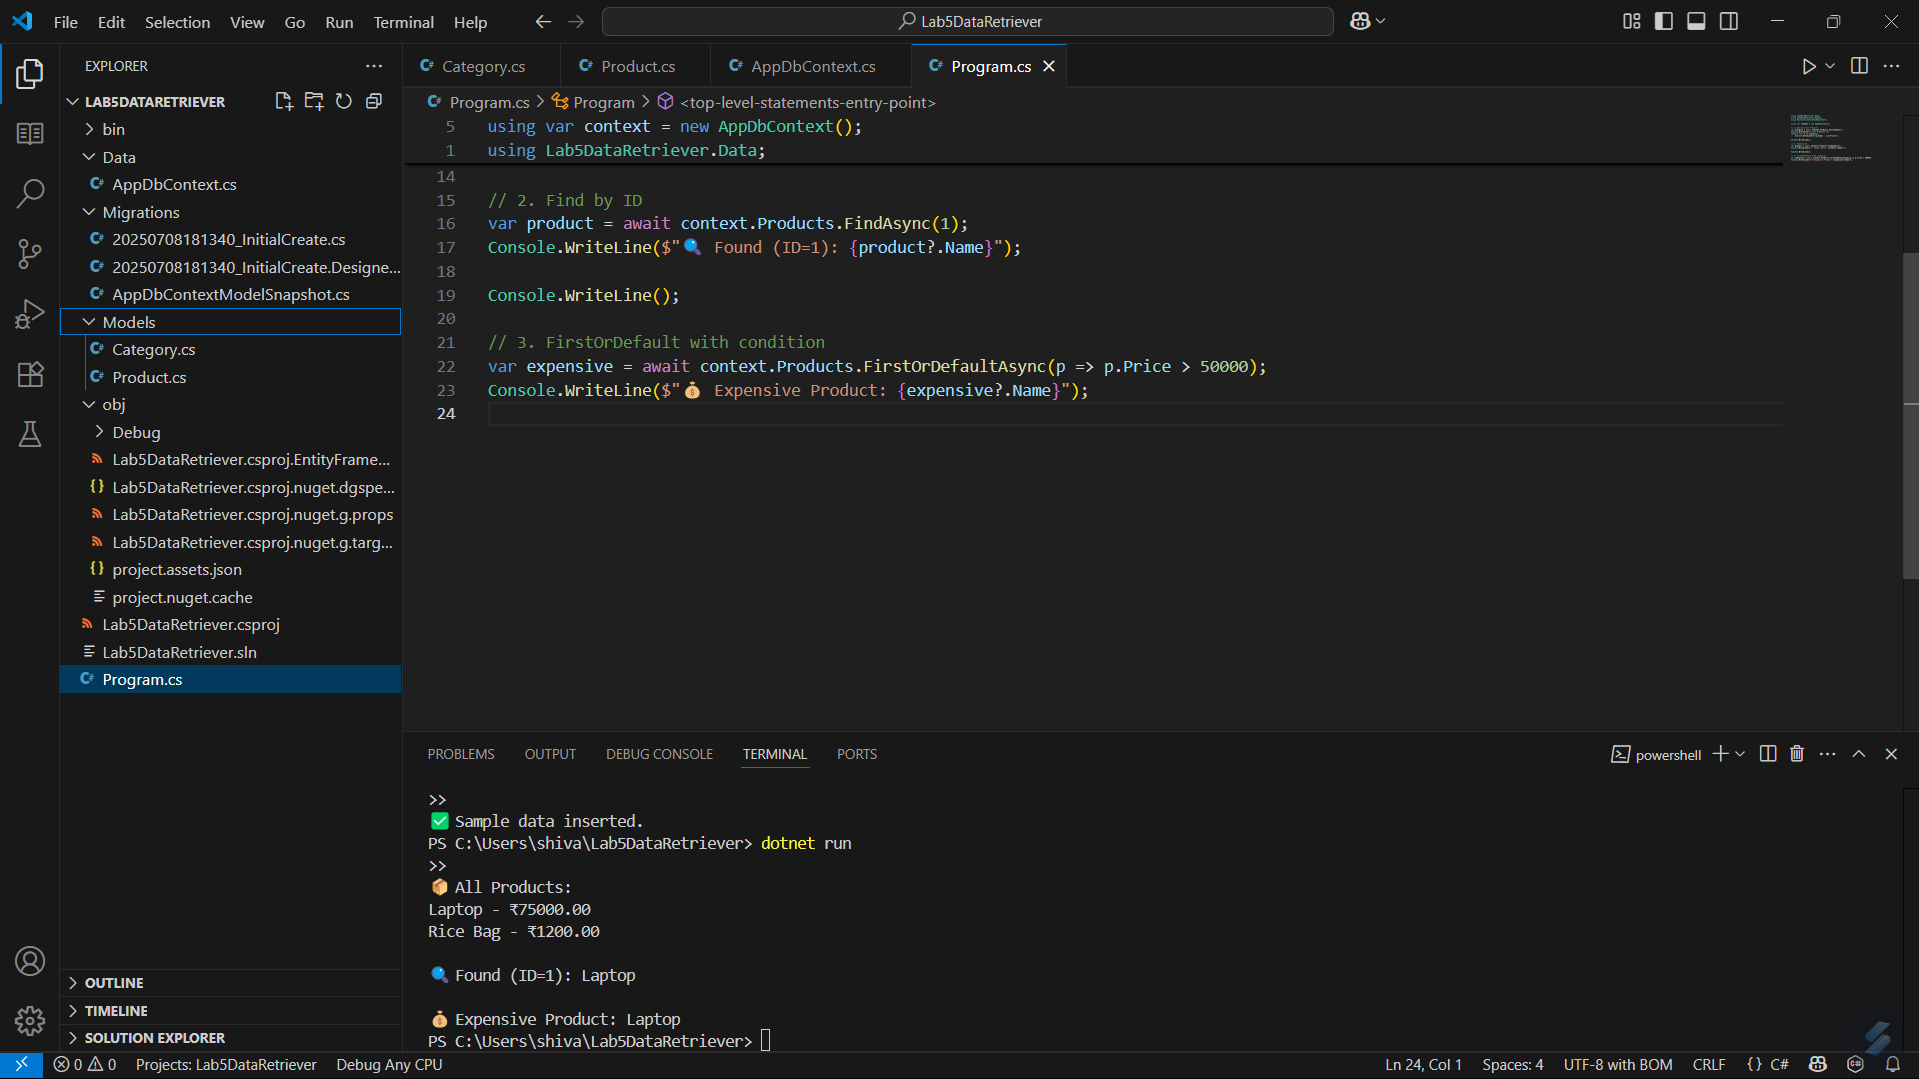 File Edit Selection View Go Run Terminal Help
Lab5DataRetriever
EXPLORER
LAB5DATARETRIEVER
bin
Data
AppDbContext.cs
Migrations
20250708181340_InitialCreate.cs
20250708181340_InitialCreate.Designe...
AppDbContextModelSnapshot.cs
Models
Category.cs
Product.cs
obj
Debug
Lab5DataRetriever.csproj.EntityFrame...
Lab5DataRetriever.csproj.nuget.dgspe...
Lab5DataRetriever.csproj.nuget.g.props
Lab5DataRetriever.csproj.nuget.g.targ...
project.assets.json
project.nuget.cache
Lab5DataRetriever.csproj
Lab5DataRetriever.sln
Program.cs
OUTLINE
TIMELINE
SOLUTION EXPLORER
Category.cs Product.cs AppDbContext.cs Program.cs
Program.cs > Program > <top-level-statements-entry-point>
5 using var context = new AppDbContext();
1 using Lab5DataRetriever.Data;
14
15 // 2. Find by ID
16 var product = await context.Products.FindAsync(1);
17 Console.WriteLine($"🔍 Found (ID=1): {product?.Name}");
18
19 Console.WriteLine();
20
21 // 3. FirstOrDefault with condition
22 var expensive = await context.Products.FirstOrDefaultAsync(p => p.Price > 50000);
23 Console.WriteLine($"💰 Expensive Product: {expensive?.Name}");
24
PROBLEMS OUTPUT DEBUG CONSOLE TERMINAL PORTS
powershell
>>
✅ Sample data inserted.
PS C:\Users\shiva\Lab5DataRetriever> dotnet run
>>
📦 All Products:
Laptop - ₹75000.00
Rice Bag - ₹1200.00
🔍 Found (ID=1): Laptop
💰 Expensive Product: Laptop
PS C:\Users\shiva\Lab5DataRetriever>
0 0 Projects: Lab5DataRetriever Debug Any CPU Ln 24, Col 1 Spaces: 4 UTF-8 with BOM CRLF {} C#